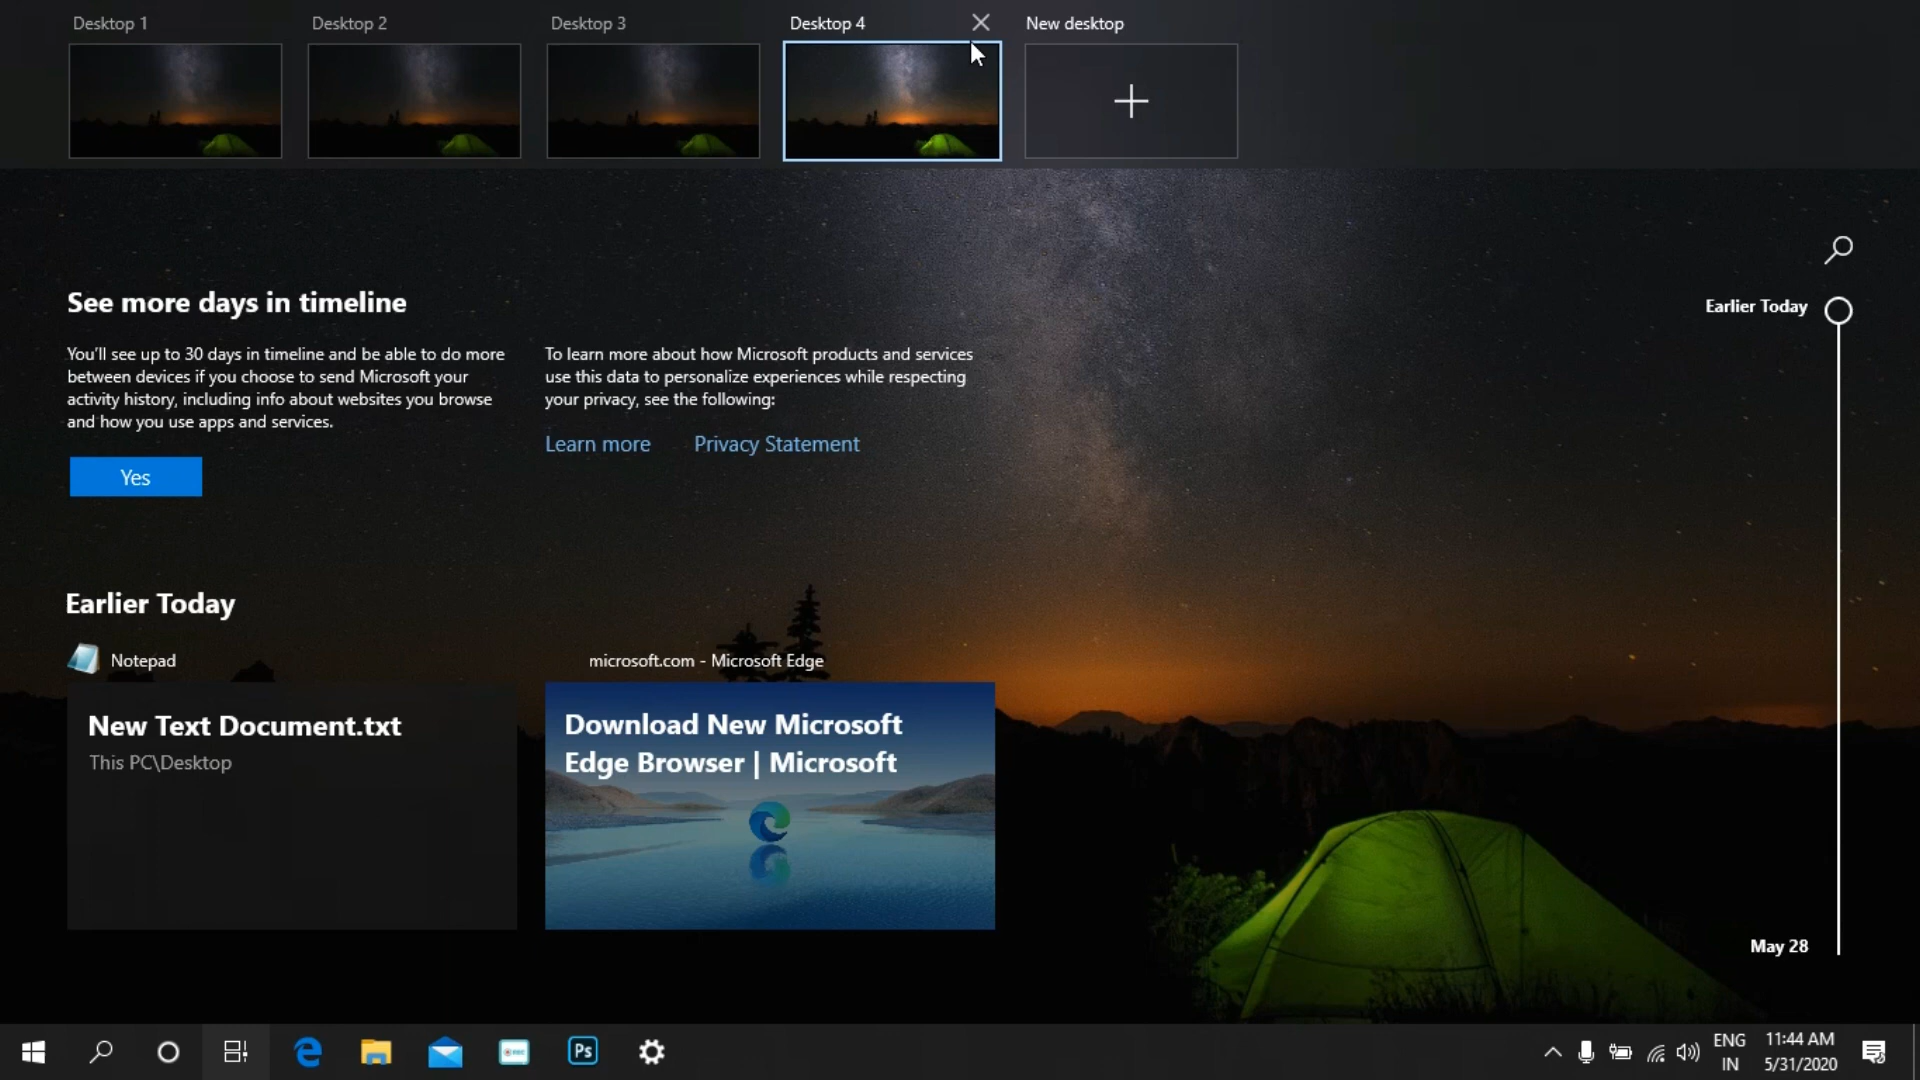 Desktop 1
Desktop 2
Desktop 3
Desktop 4
New desktop
See more days in timeline
You'll see up to 30 days in timeline and be able to do more
between devices if you choose to send Microsoft your
activity history, including info about websites you browse
and how you use apps and services.
Yes
To learn more about how Microsoft products and services
use this data to personalize experiences while respecting
your privacy, see the following:
Learn more
Privacy Statement
Earlier Today
Earlier Today
Notepad
New Text Document.txt
This PC\Desktop
microsoft.com - Microsoft Edge
Download New Microsoft
Edge Browser | Microsoft
May 28
Ps
ENG
IN
11:44 AM
5/31/2020